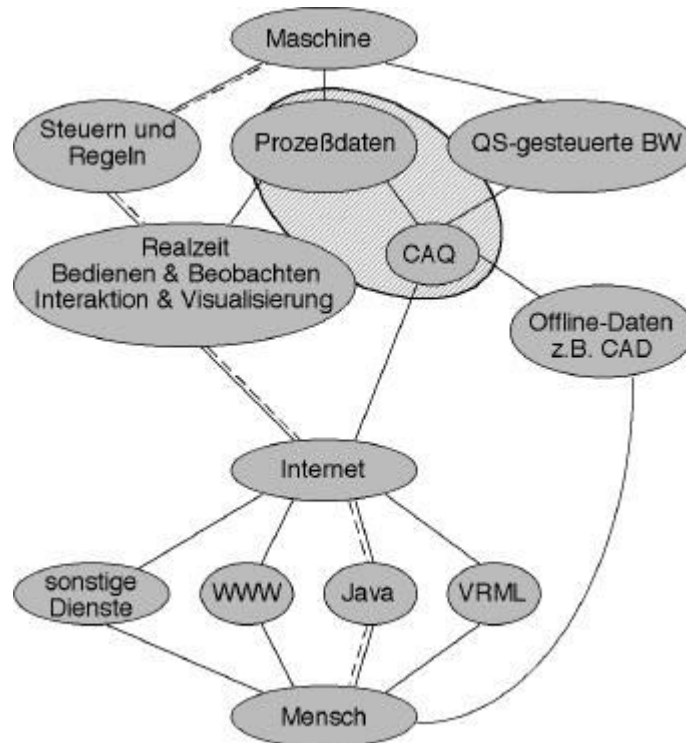 Maschine
Steuern und
Regeln
Prozeßdaten
QS-gesteuerte BW
Realzeit
Bedienen & Beobachten
Interaktion & Visualisierung
CAQ
Offline-Daten
z.B. CAD
Internet
sonstige
Dienste
WWW
Java
VRML
Mensch